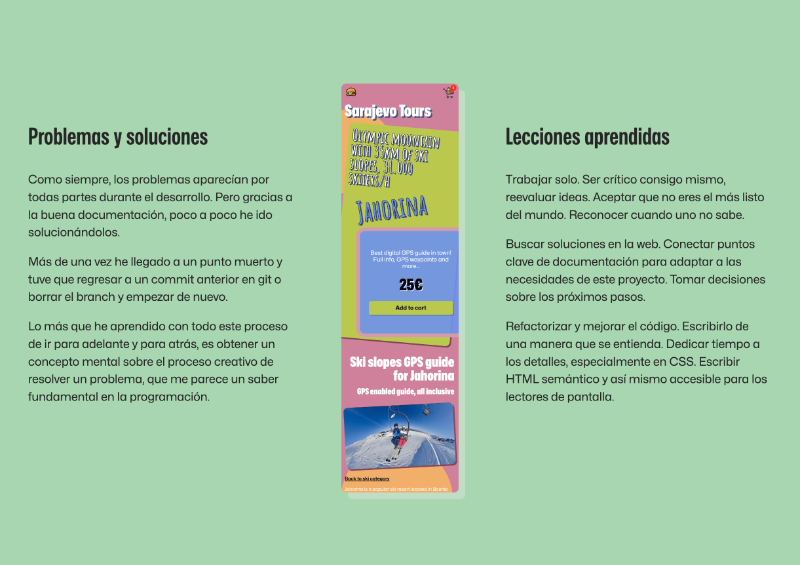 Problemas y soluciones
Como siempre, los problemas aparecían por
todas partes durante el desarrollo. Pero gracias a
la buena documentación, poco a poco he ido
solucionándolos.
Más de una vez he llegado a un punto muerto y
tuve que regresar a un commit anterior en git o
borrar el branch y empezar de nuevo.
Lo más que he aprendido con todo este proceso
de ir para adelante y para atrás, es obtener un
concepto mental sobre el proceso creativo de
resolver un problema, que me parece un saber
fundamental en la programación.
Sarajevo Tours
Olympic mountain
with 35km of ski
slopes, 31.000
skiers/h
Jahorina
Best digital GPS guide in town!
Full info, GPS waypoints and
more...
25€
Add to cart
Ski slopes GPS guide
for Jahorina
GPS enabled guide, all inclusive
Back to ski category
Jahorina is a popular ski resort located in Bosnia
Lecciones aprendidas
Trabajar solo. Ser crítico consigo mismo,
reevaluar ideas. Aceptar que no eres el más listo
del mundo. Reconocer cuando uno no sabe.
Buscar soluciones en la web. Conectar puntos
clave de documentación para adaptar a las
necesidades de este proyecto. Tomar decisiones
sobre los próximos pasos.
Refactorizar y mejorar el código. Escribirlo de
una manera que se entienda. Dedicar tiempo a
los detalles, especialmente en CSS. Escribir
HTML semántico y así mismo accesible para los
lectores de pantalla.